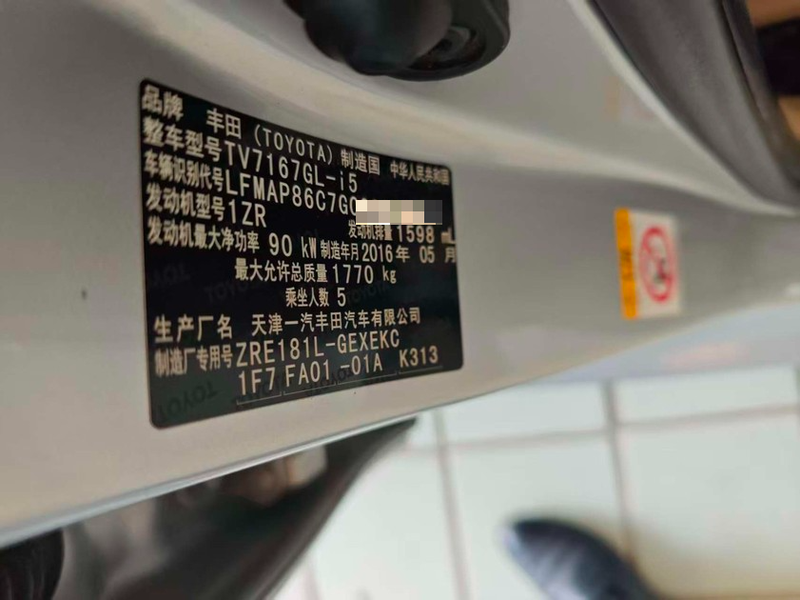 品牌 丰田 (TOYOTA) 制造国 中华人民共和国
整车型号 TV7167GL-i5
车辆识别代号 LFMAP86C7G
发动机型号 1ZR 发动机排量 1598 mL
发动机最大净功率 90 kW 制造年月 2016 年 05 月
最大允许总质量 1770 kg
乘坐人数 5
生产厂名 天津一汽丰田汽车有限公司
制造厂专用号 ZRE181L-GEXEKC
1F7 FA01 -01A K313